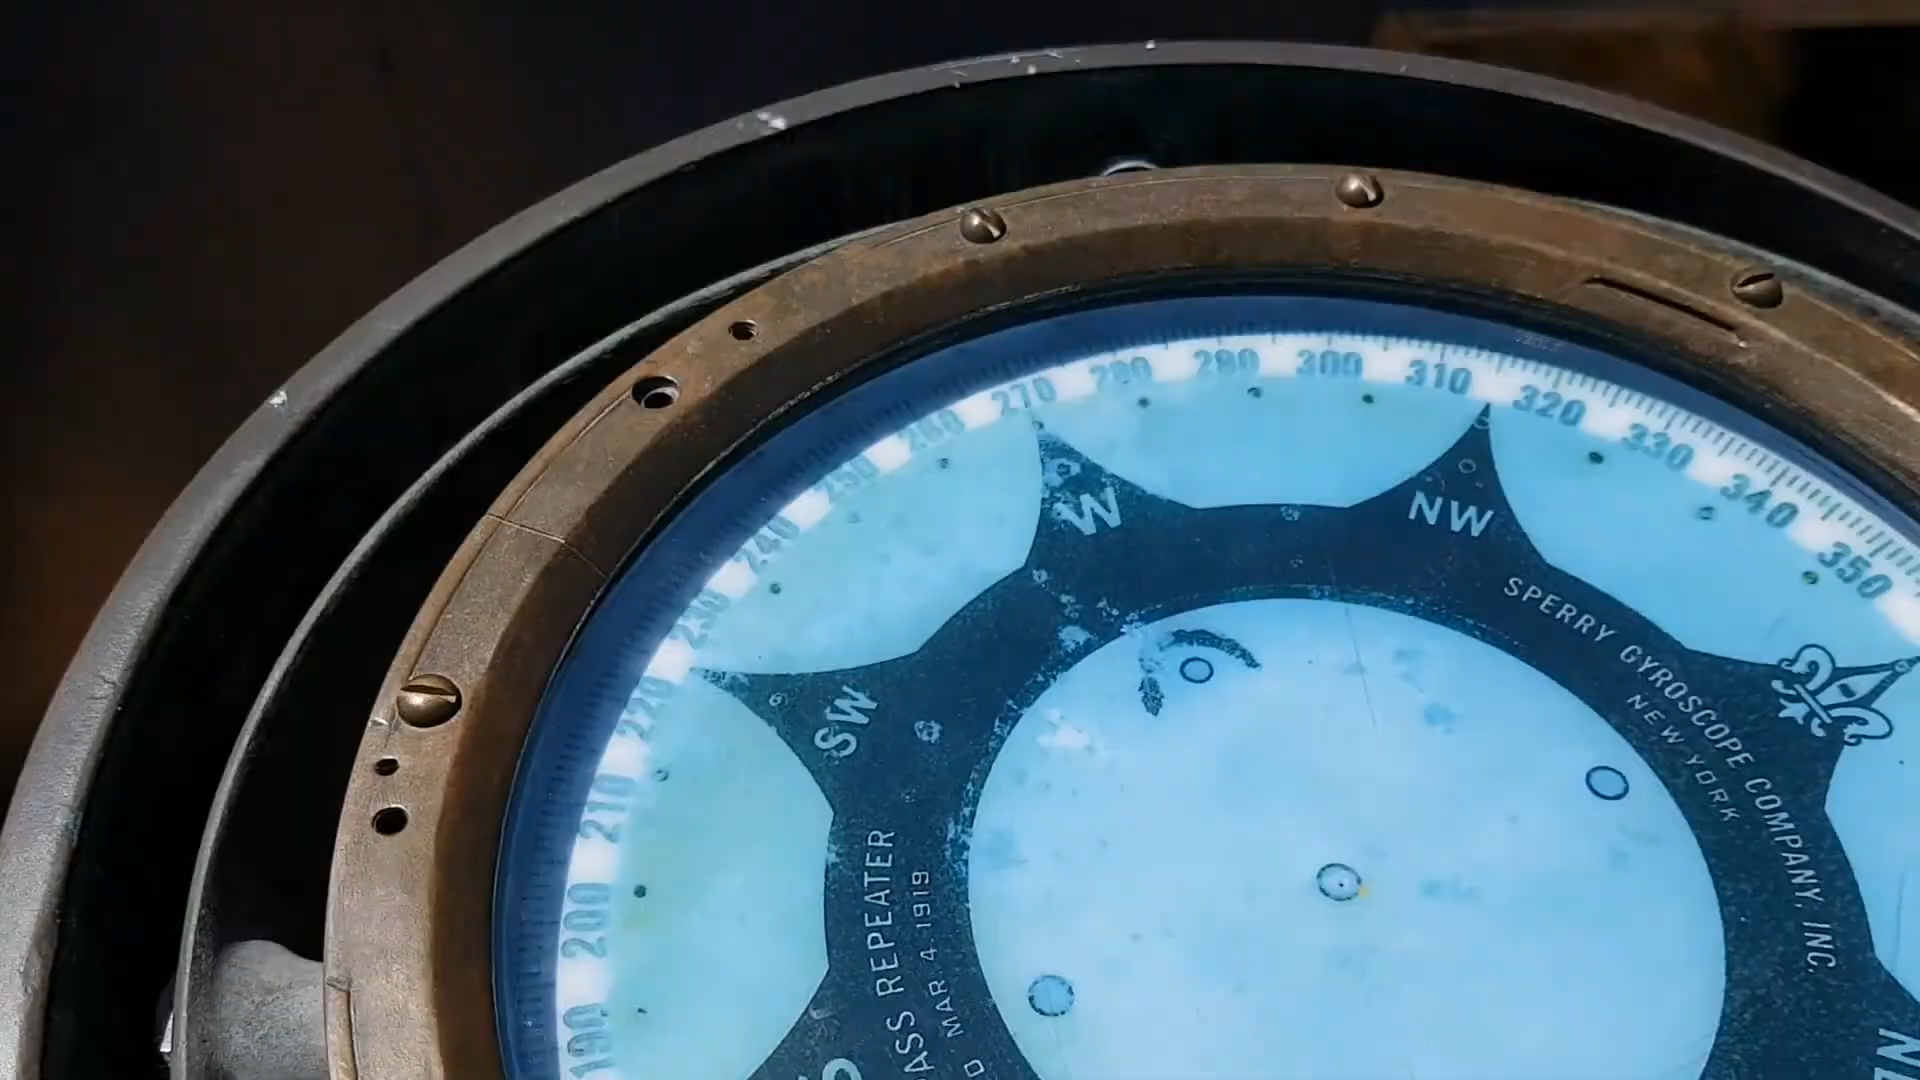 190
200
210
220
230
240
250
260
270
280
290
300
310
320
330
340
350
SW
W
NW
SPERRY GYROSCOPE COMPANY, INC.
NEW YORK
REPEATER
MAR. 4. 1919